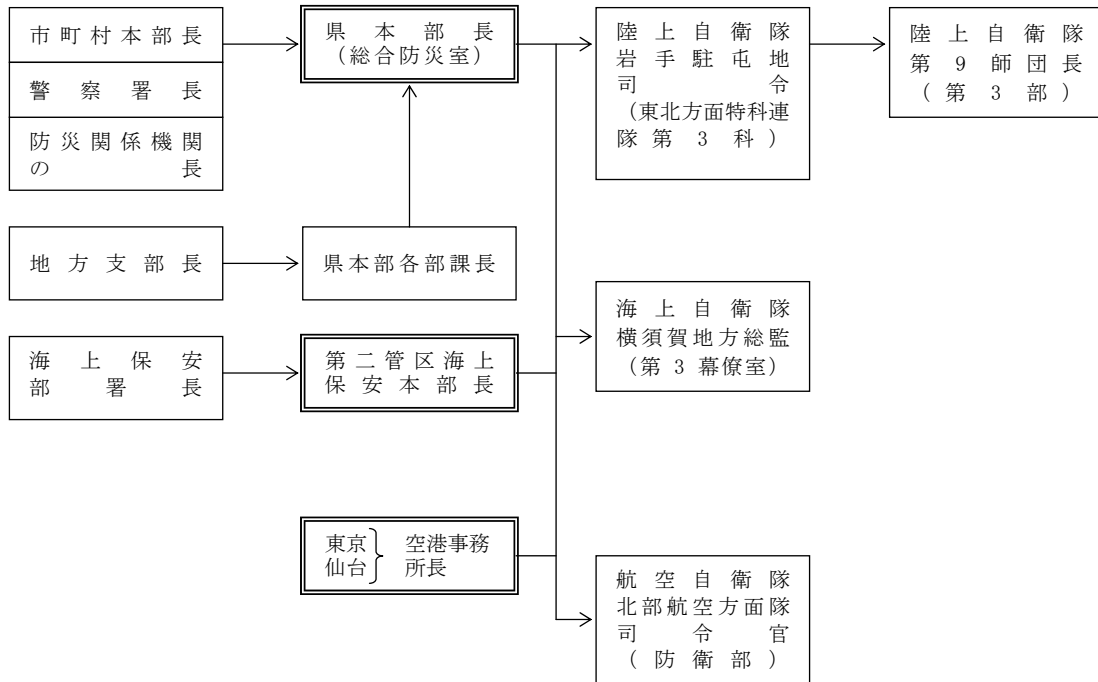 市町村本部長
警察署長
防災関係機関
の長
県本部長
（総合防災室）
陸上自衛隊
岩手駐屯地
司令
（東北方面特科連
隊第３科）
陸上自衛隊
第９師団長
（第３部）
地方支部長
県本部各部課長
海上自衛隊
横須賀地方総監
（第３幕僚室）
海上保安
部署長
第二管区海上
保安本部長
東京
仙台
空港事務
所長
航空自衛隊
北部航空方面隊
司令官
（防衛部）